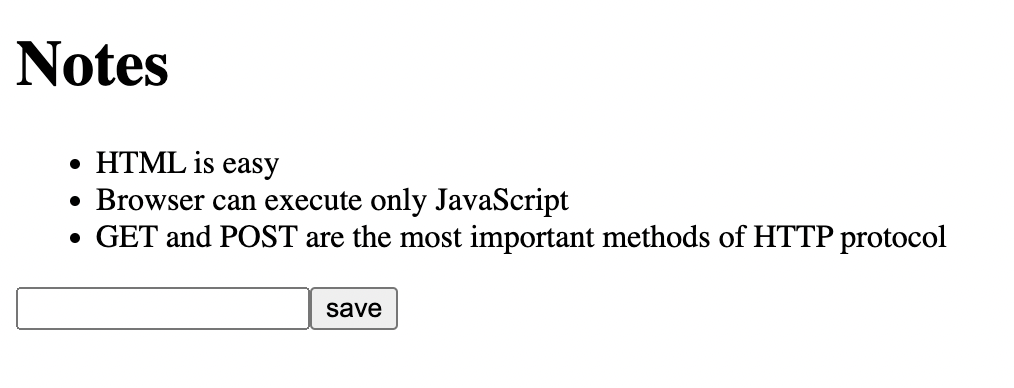 Notes
• HTML is easy
• Browser can execute only JavaScript
• GET and POST are the most important methods of HTTP protocol
save